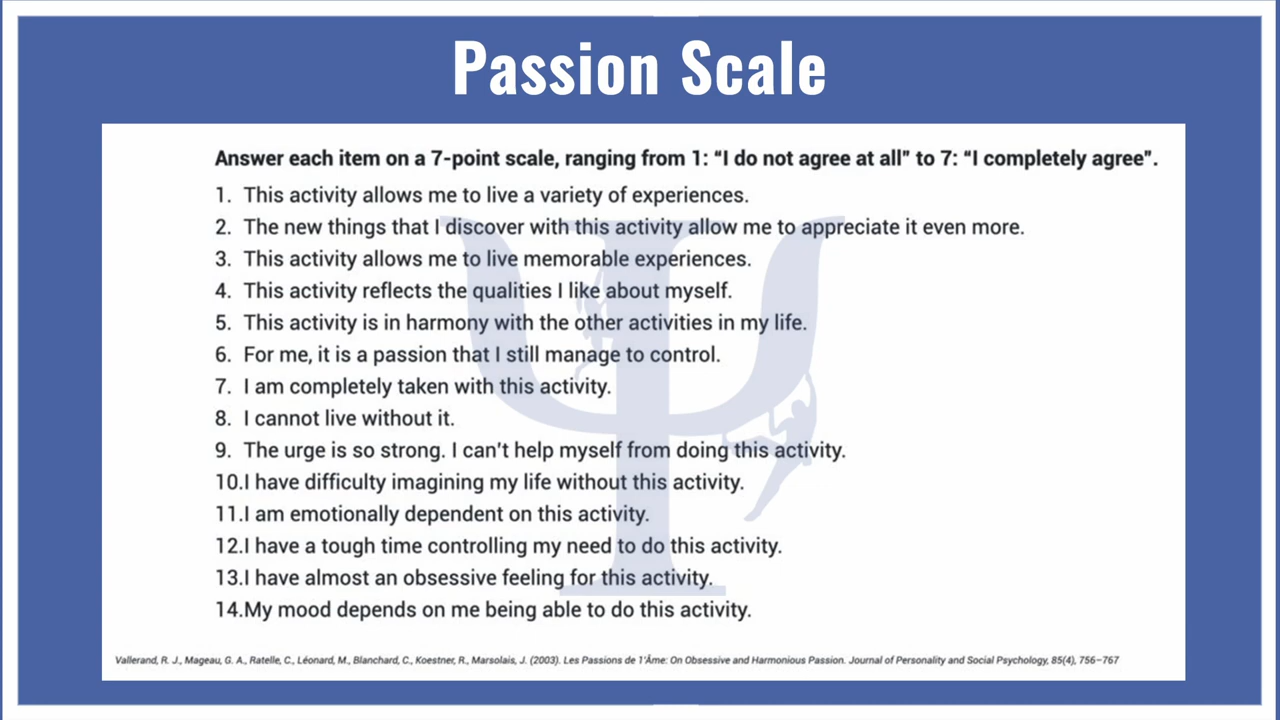 Passion Scale
Answer each item on a 7-point scale, ranging from 1: “I do not agree at all” to 7: “I completely agree”.
1. This activity allows me to live a variety of experiences.
2. The new things that I discover with this activity allow me to appreciate it even more.
3. This activity allows me to live memorable experiences.
4. This activity reflects the qualities I like about myself.
5. This activity is in harmony with the other activities in my life.
6. For me, it is a passion that I still manage to control.
7. I am completely taken with this activity.
8. I cannot live without it.
9. The urge is so strong. I can't help myself from doing this activity.
10.I have difficulty imagining my life without this activity.
11.I am emotionally dependent on this activity.
12.I have a tough time controlling my need to do this activity.
13.I have almost an obsessive feeling for this activity.
14.My mood depends on me being able to do this activity.
Vallerand, R. J., Mageau, G. A., Ratelle, C., Léonard, M., Blanchard, C., Koestner, R., Marsolais, J. (2003). Les Passions de 1'Âme: On Obsessive and Harmonious Passion. Journal of Personality and Social Psychology, 85(4), 756–767